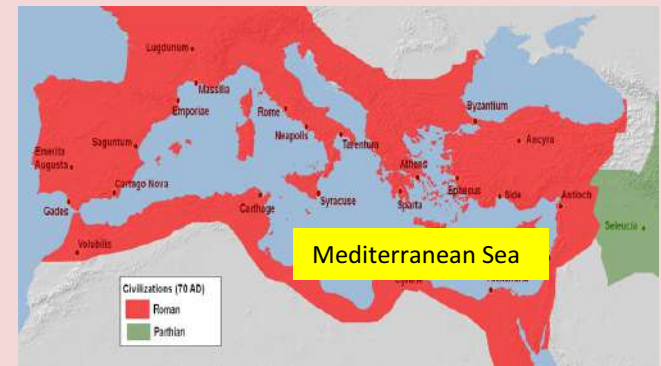 Lugdunum
Massilia
Emporiae
Rome
Neapolis
Tarentum
Byzantium
Ancyra
Saguntum
Emerita
Augusta
Cartago Nova
Gades
Volubilis
Carthage
Syracuse
Athens
Sparta
Ephesus
Side
Antioch
Seleucia
Mediterranean Sea
Civilizations (70 AD)
Roman
Parthian